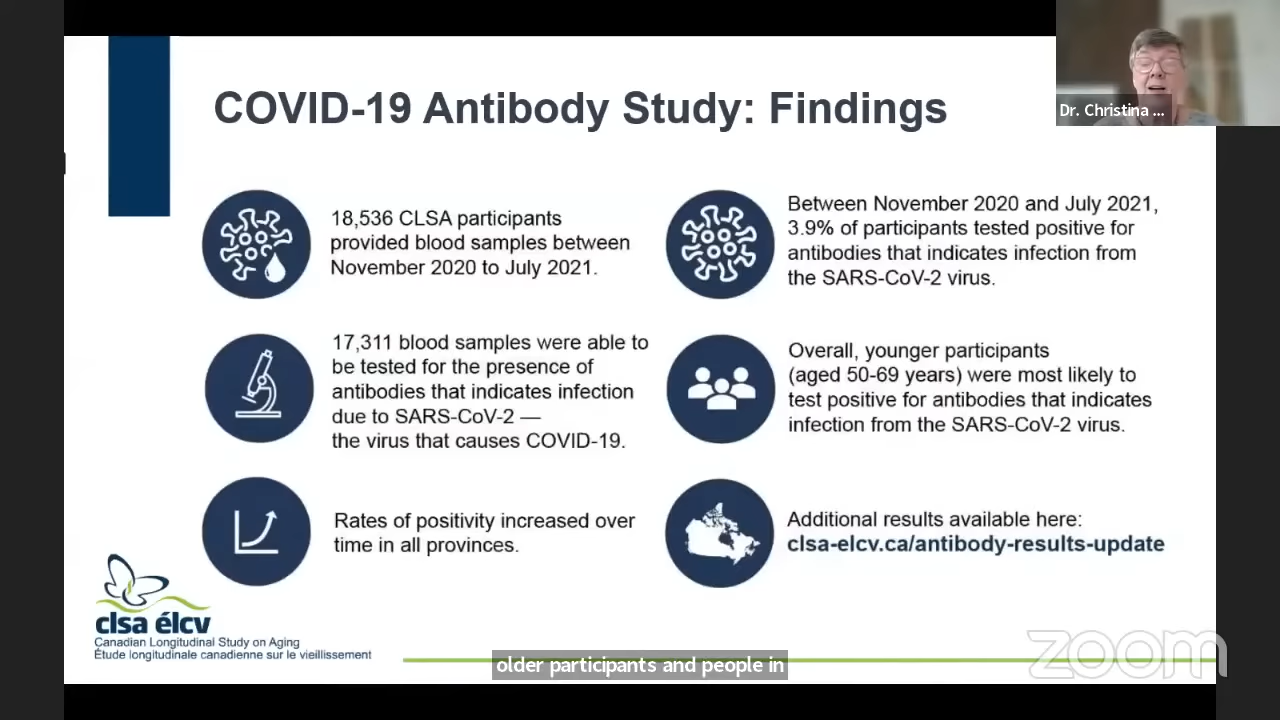 COVID-19 Antibody Study: Findings
Dr. Christina ...
18,536 CLSA participants
provided blood samples between
November 2020 to July 2021.
Between November 2020 and July 2021,
3.9% of participants tested positive for
antibodies that indicates infection from
the SARS-CoV-2 virus.
17,311 blood samples were able to
be tested for the presence of
antibodies that indicates infection
due to SARS-CoV-2 —
the virus that causes COVID-19.
Overall, younger participants
(aged 50-69 years) were most likely to
test positive for antibodies that indicates
infection from the SARS-CoV-2 virus.
Rates of positivity increased over
time in all provinces.
Additional results available here:
clsa-elcv.ca/antibody-results-update
clsa élcv
Canadian Longitudinal Study on Aging
Étude longitudinale canadienne sur le vieillissement
older participants and people in
zoom